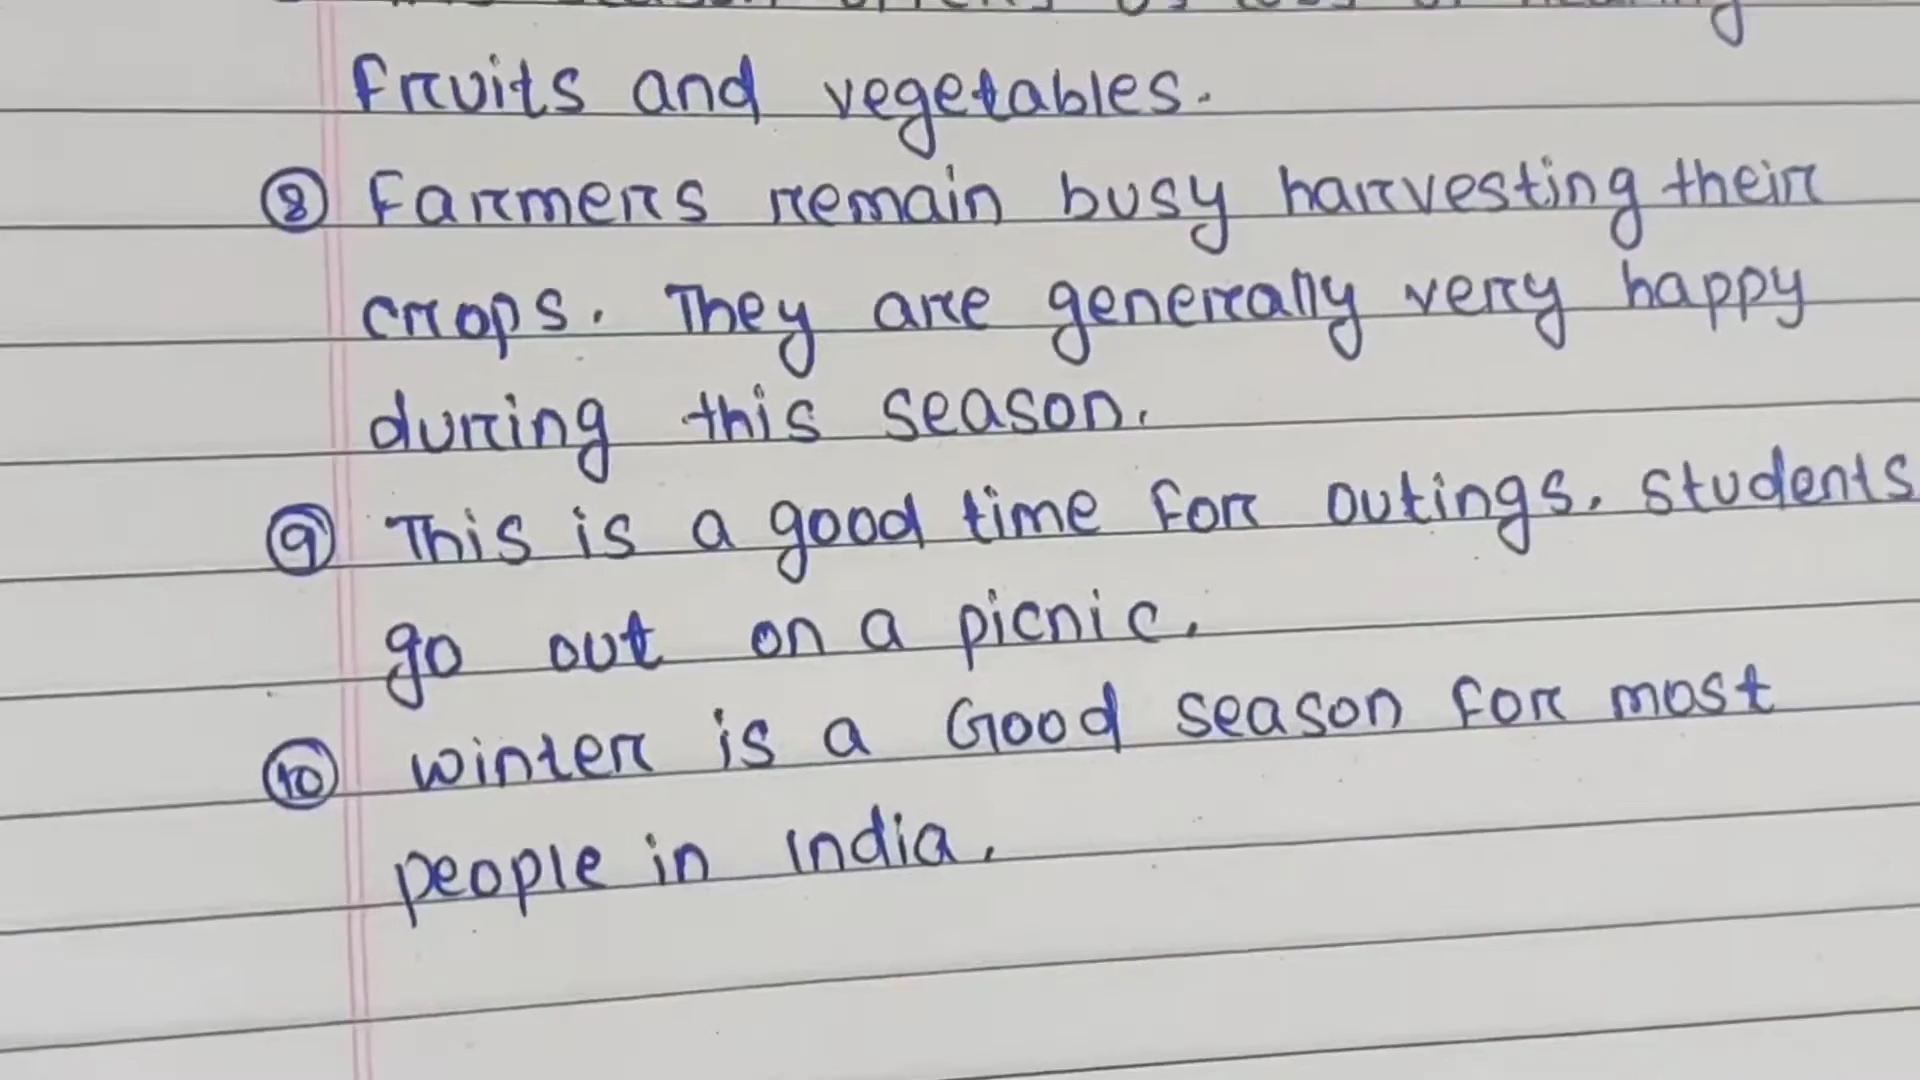 fruits and vegetables.
8 Farmers remain busy harvesting their
crops. They are generally very happy
during this season.
9 This is a good time for outings. students
go out on a picnic.
10 winter is a Good season for most
people in india.